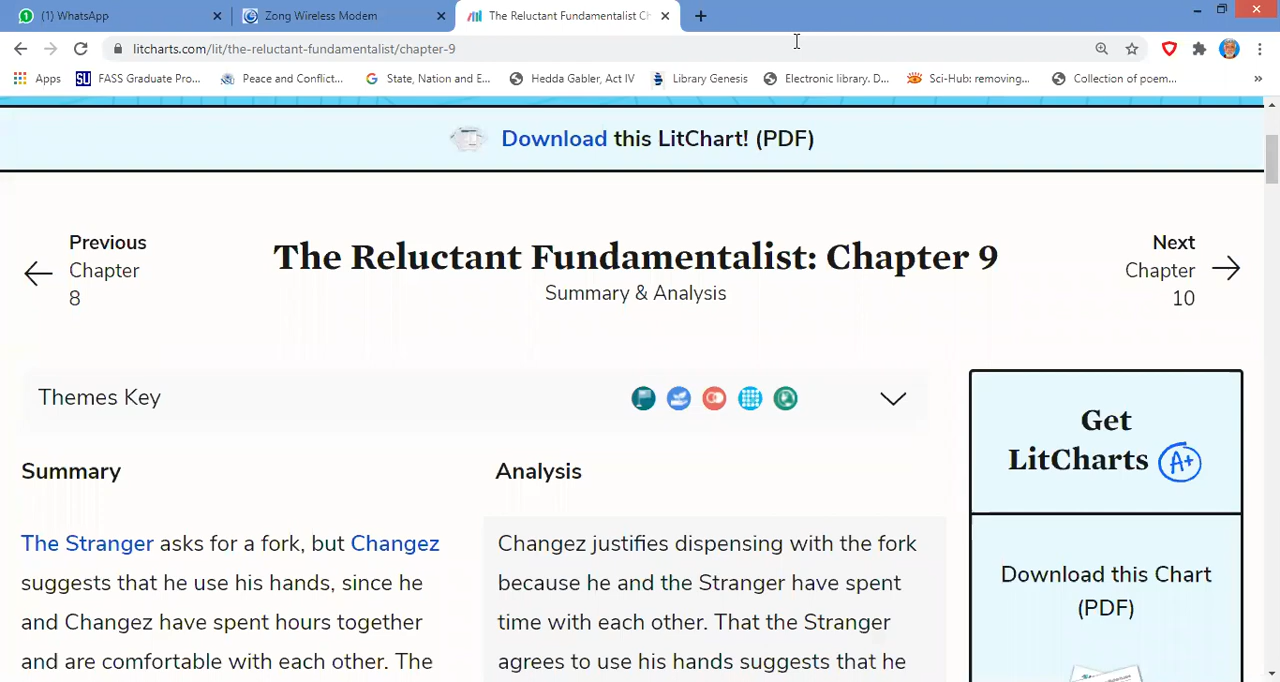 (1) WhatsApp
Zong Wireless Modem
The Reluctant Fundamentalist Ch
litcharts.com/lit/the-reluctant-fundamentalist/chapter-9
Apps
SU FASS Graduate Pro...
Peace and Conflict...
State, Nation and E...
Hedda Gabler, Act IV
Library Genesis
Electronic library. D...
Sci-Hub: removing...
Collection of poem...
Download this LitChart! (PDF)
Previous
Chapter
8
The Reluctant Fundamentalist: Chapter 9
Summary & Analysis
Next
Chapter
10
Themes Key
Summary
The Stranger asks for a fork, but Changez
suggests that he use his hands, since he
and Changez have spent hours together
and are comfortable with each other. The
Analysis
Changez justifies dispensing with the fork
because he and the Stranger have spent
time with each other. That the Stranger
agrees to use his hands suggests that he
Get
LitCharts A+
Download this Chart
(PDF)